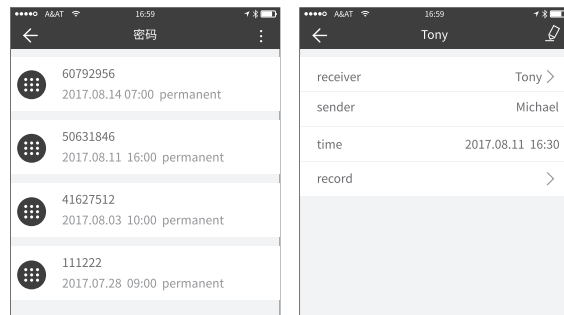 A&AT 16:59
密码
60792956
2017.08.14 07:00 permanent
50631846
2017.08.11 16:00 permanent
41627512
2017.08.03 10:00 permanent
111222
2017.07.28 09:00 permanent
A&AT 16:59
Tony
receiver Tony
sender Michael
time 2017.08.11 16:30
record